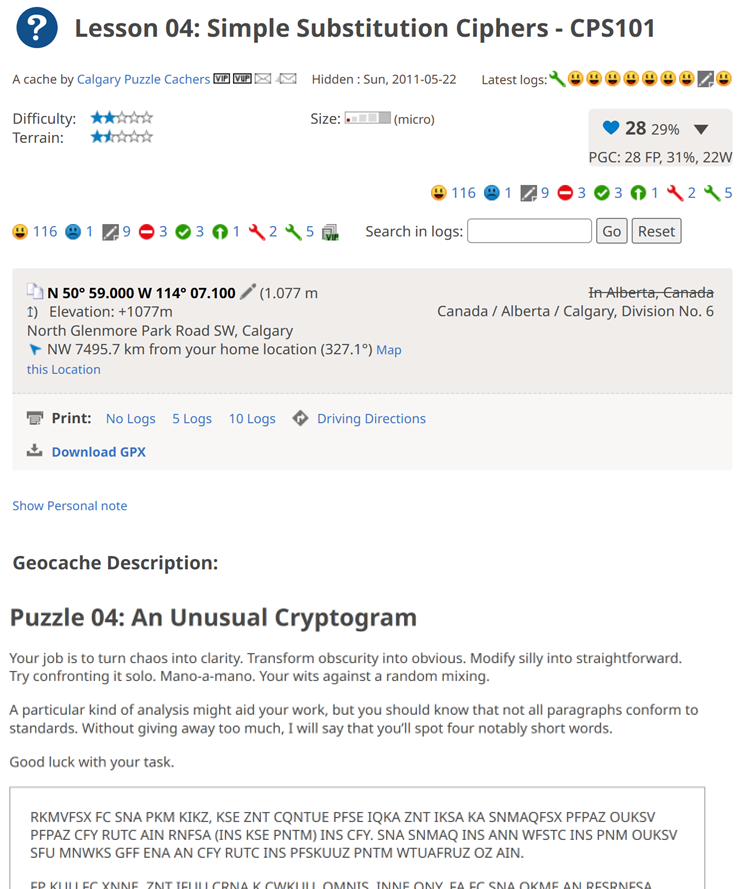 Lesson 04: Simple Substitution Ciphers - CPS101
A cache by Calgary Puzzle Cachers VIP VUP Hidden : Sun, 2011-05-22 Latest logs:
Difficulty: Size: (micro) 28 29%
Terrain:
PGC: 28 FP, 31%, 22W
116 1 9 3 3 1 2 5
116 1 9 3 3 1 2 5 VIP Search in logs: Go Reset
N 50° 59.000 W 114° 07.100 (1.077 m In Alberta, Canada
Elevation: +1077m Canada / Alberta / Calgary, Division No. 6
North Glenmore Park Road SW, Calgary
NW 7495.7 km from your home location (327.1°) Map
this Location
Print: No Logs 5 Logs 10 Logs Driving Directions
Download GPX
Show Personal note
Geocache Description:
Puzzle 04: An Unusual Cryptogram
Your job is to turn chaos into clarity. Transform obscurity into obvious. Modify silly into straightforward.
Try confronting it solo. Mano-a-mano. Your wits against a random mixing.
A particular kind of analysis might aid your work, but you should know that not all paragraphs conform to
standards. Without giving away too much, I will say that you’ll spot four notably short words.
Good luck with your task.
RKMVFSX FC SNA PKM KIKZ, KSE ZNT CQNTUE PFSE IQKA ZNT IKSA KA SNMAQFSX PFPAZ OUKSV
PFPAZ CFY RUTC AIN RNFSA (INS KSE PNTM) INS CFY. SNA SNMAQ INS ANN WFSTC INS PNM OUKSV
SFU MNWKS GFF ENA AN CFY RUTC INS PFSKUUZ PNTM WTUAFRUZ OZ AIN.